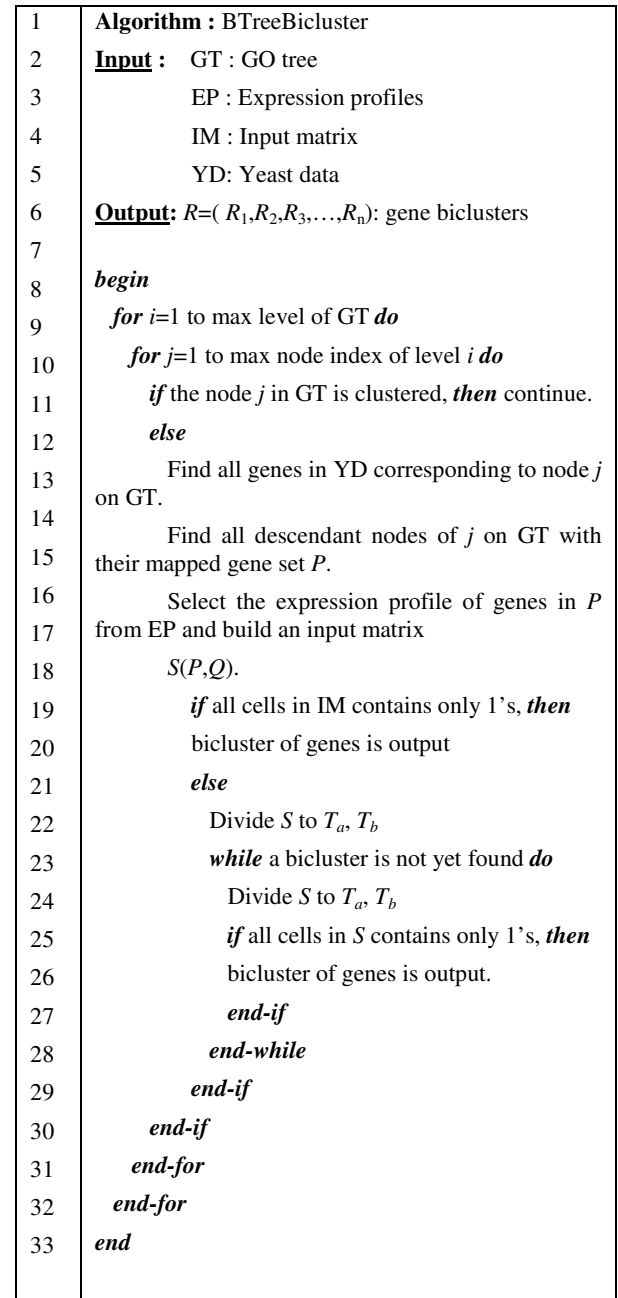 1 Algorithm : BTreeBicluster
2 Input : GT : GO tree
3 EP : Expression profiles
4 IM : Input matrix
5 YD: Yeast data
6 Output: R=( R1,R2,R3,…,Rn): gene biclusters
7
8 begin
9 for i=1 to max level of GT do
10 for j=1 to max node index of level i do
11 if the node j in GT is clustered, then continue.
12 else
13 Find all genes in YD corresponding to node j
on GT.
14
Find all descendant nodes of j on GT with
15 their mapped gene set P.
16 Select the expression profile of genes in P
17 from EP and build an input matrix
18 S(P,Q).
19 if all cells in IM contains only 1's, then
20 bicluster of genes is output
21 else
22 Divide S to Ta, Tb
23 while a bicluster is not yet found do
24 Divide S to Ta, Tb
25 if all cells in S contains only 1's, then
26 bicluster of genes is output.
27 end-if
28 end-while
29 end-if
30 end-if
31 end-for
32 end-for
33 end